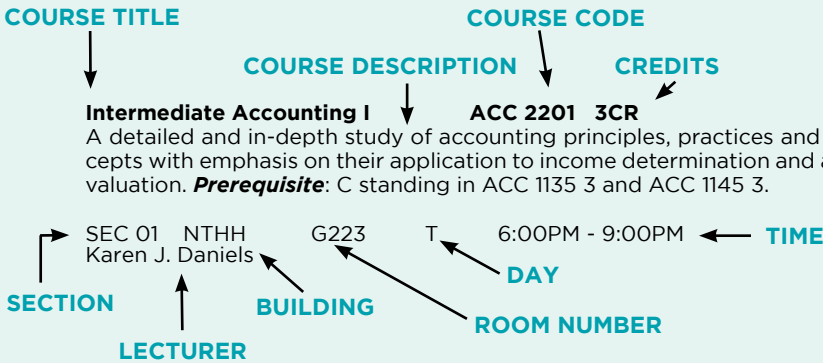 COURSE TITLE
COURSE CODE
COURSE DESCRIPTION
CREDITS
Intermediate Accounting I ACC 2201 3CR
A detailed and in-depth study of accounting principles, practices and
cepts with emphasis on their application to income determination and a
valuation. Prerequisite: C standing in ACC 1135 3 and ACC 1145 3.
SEC 01 NTHH G223 T 6:00PM - 9:00PM TIME
Karen J. Daniels
DAY
SECTION
BUILDING
ROOM NUMBER
LECTURER